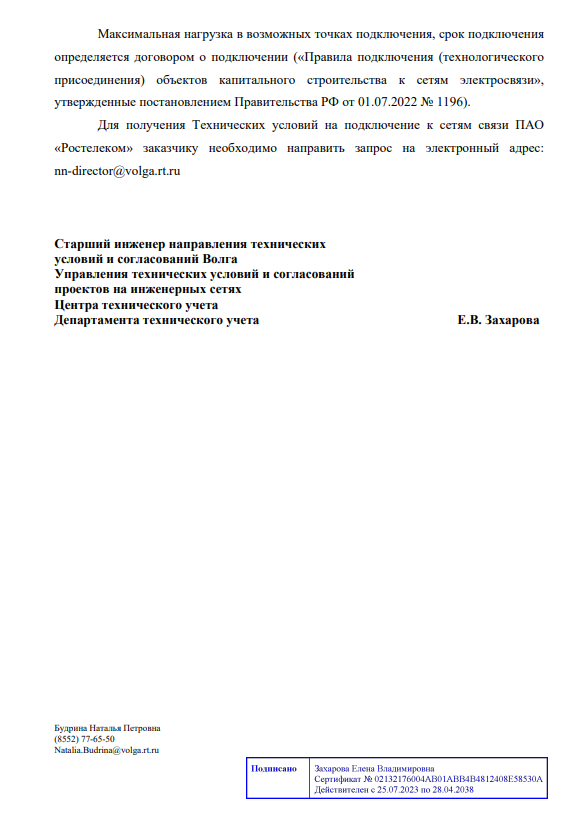 Максимальная нагрузка в возможных точках подключения, срок подключения
определяется договором о подключении («Правила подключения (технологического
присоединения) объектов капитального строительства к сетям электросвязи»,
утвержденные постановлением Правительства РФ от 01.07.2022 № 1196).
Для получения Технических условий на подключение к сетям связи ПАО
«Ростелеком» заказчику необходимо направить запрос на электронный адрес:
nn-director@volga.rt.ru
Старший инженер направления технических
условий и согласований Волга
Управления технических условий и согласований
проектов на инженерных сетях
Центра технического учета
Департамента технического учета Е.В. Захарова
Будрина Наталья Петровна
(8552) 77-65-50
Natalia.Budrina@volga.rt.ru
Подписано Захарова Елена Владимировна
Сертификат № 02132176004AB01ABB4B4812408E58530A
Действителен с 25.07.2023 по 28.04.2038